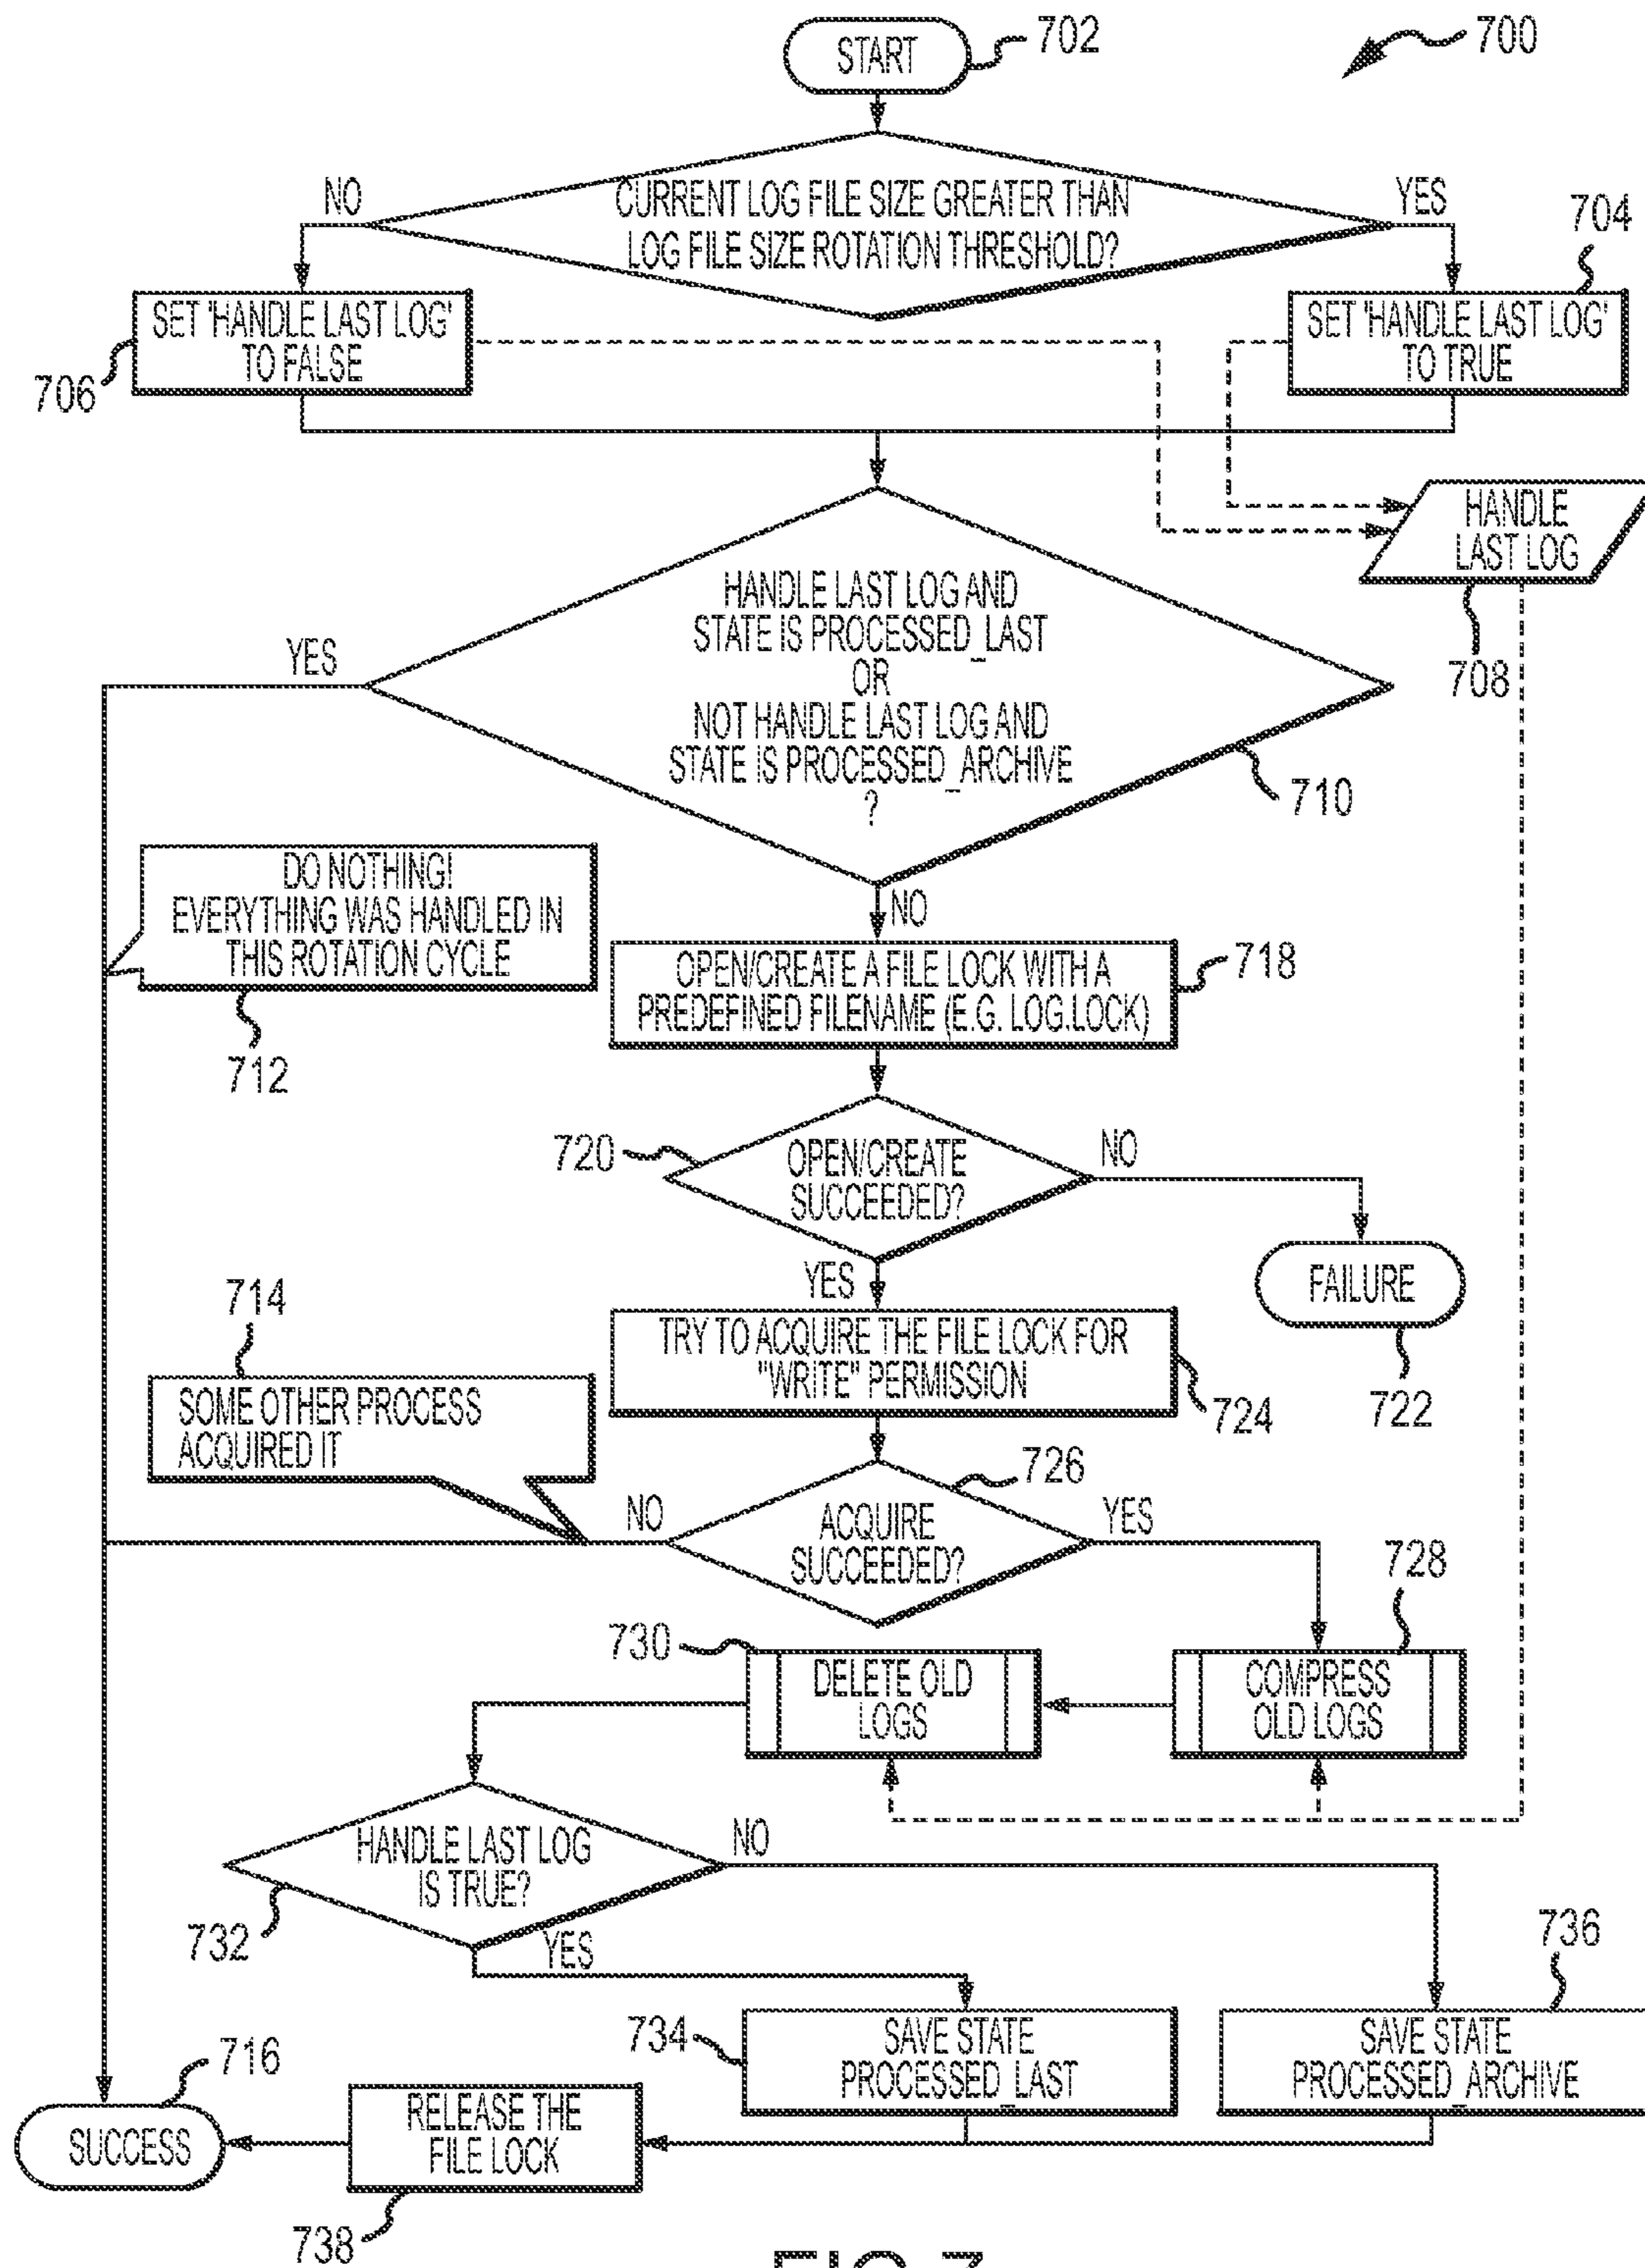 START
702
700
CURRENT LOG FILE SIZE GREATER THAN
LOG FILE SIZE ROTATION THRESHOLD?
NO
YES
704
SET 'HANDLE LAST LOG'
TO FALSE
706
SET 'HANDLE LAST LOG'
TO TRUE
HANDLE
LAST LOG
708
HANDLE LAST LOG AND
STATE IS PROCESSED_LAST
OR
NOT HANDLE LAST LOG AND
STATE IS PROCESSED_ARCHIVE
?
YES
710
NO
DO NOTHING!
EVERYTHING WAS HANDLED IN
THIS ROTATION CYCLE
712
OPEN/CREATE A FILE LOCK WITH A
PREDEFINED FILENAME (E.G. LOG.LOCK)
718
720
OPEN/CREATE
SUCCEEDED?
NO
YES
FAILURE
722
714
SOME OTHER PROCESS
ACQUIRED IT
TRY TO ACQUIRE THE FILE LOCK FOR
"WRITE" PERMISSION
724
726
NO
ACQUIRE
SUCCEEDED?
YES
728
730
DELETE OLD
LOGS
COMPRESS
OLD LOGS
HANDLE LAST LOG
IS TRUE?
NO
732
YES
736
734
SAVE STATE
PROCESSED_LAST
SAVE STATE
PROCESSED_ARCHIVE
716
SUCCESS
RELEASE THE
FILE LOCK
738
FIG.7